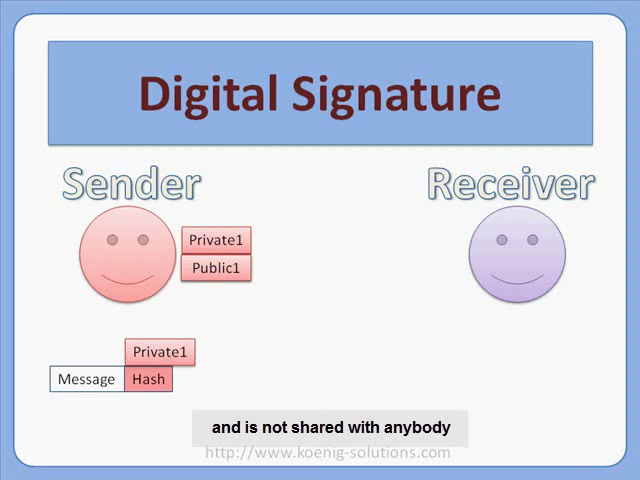 Digital Signature
Sender
Receiver
Private1
Public1
Private1
Message Hash
and is not shared with anybody
http://www.koenig-solutions.com